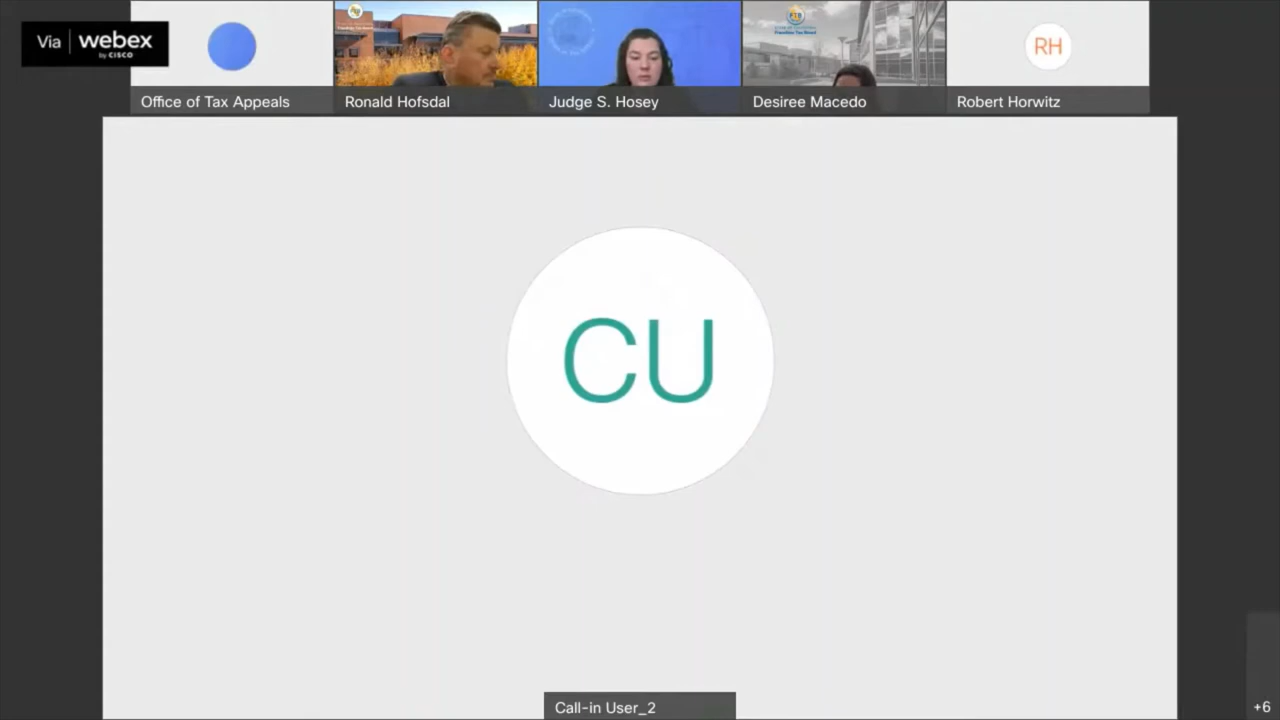 Via webex
by CISCO
RH
Office of Tax Appeals
Ronald Hofsdal
Judge S. Hosey
Desiree Macedo
Robert Horwitz
CU
Call-in User_2
+6